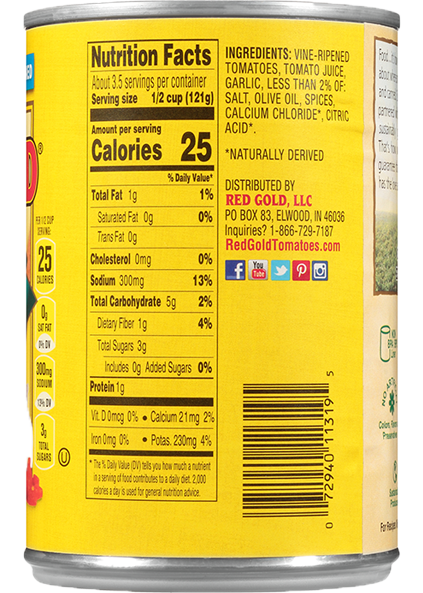 Nutrition Facts
About 3.5 servings per container
Serving size 1/2 cup (121g)
Amount per serving
Calories 25
% Daily Value*
Total Fat 1g 1%
Saturated Fat 0g 0%
Trans Fat 0g
Cholesterol 0mg 0%
Sodium 300mg 13%
Total Carbohydrate 5g 2%
Dietary Fiber 1g 4%
Total Sugars 3g
Includes 0g Added Sugars 0%
Protein 1g
Vit. D 0mcg 0% • Calcium 21mg 2%
Iron 0mg 0% • Potas. 230mg 4%
* The % Daily Value (DV) tells you how much a nutrient
in a serving of food contributes to a daily diet. 2,000
calories a day is used for general nutrition advice.
INGREDIENTS: VINE-RIPENED
TOMATOES, TOMATO JUICE,
GARLIC, LESS THAN 2% OF:
SALT, OLIVE OIL, SPICES,
CALCIUM CHLORIDE*, CITRIC
ACID*.
*NATURALLY DERIVED
DISTRIBUTED BY
RED GOLD, LLC
PO BOX 83, ELWOOD, IN 46036
Inquiries? 1-866-729-7187
RedGoldTomatoes.com
f You Tube
0 72940 11319 5
PER 1/2 CUP
SERVING:
25
CALORIES
0g
SAT FAT
0% DV
300mg
SODIUM
13% DV
3g
TOTAL
SUGARS
U